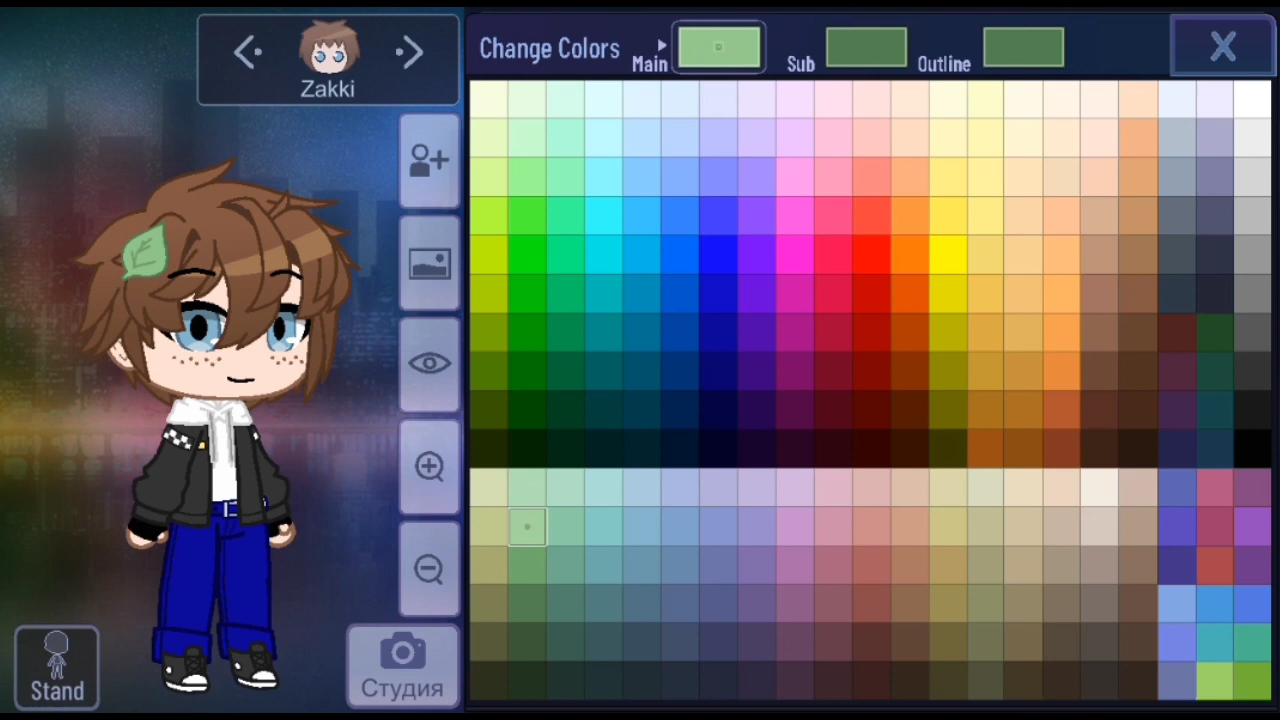 Zakki
Change Colors
Main
Sub
Outline
X
Stand
Студия